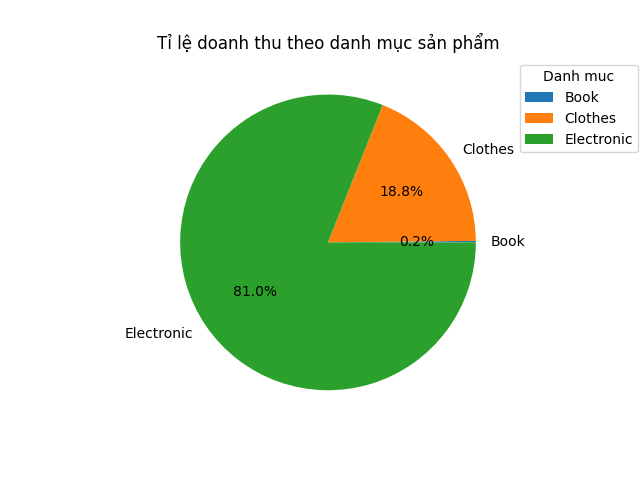 Tỉ lệ doanh thu theo danh mục sản phẩm
Danh muc
Book
Clothes
Electronic
Clothes
18.8%
0.2%
Book
81.0%
Electronic